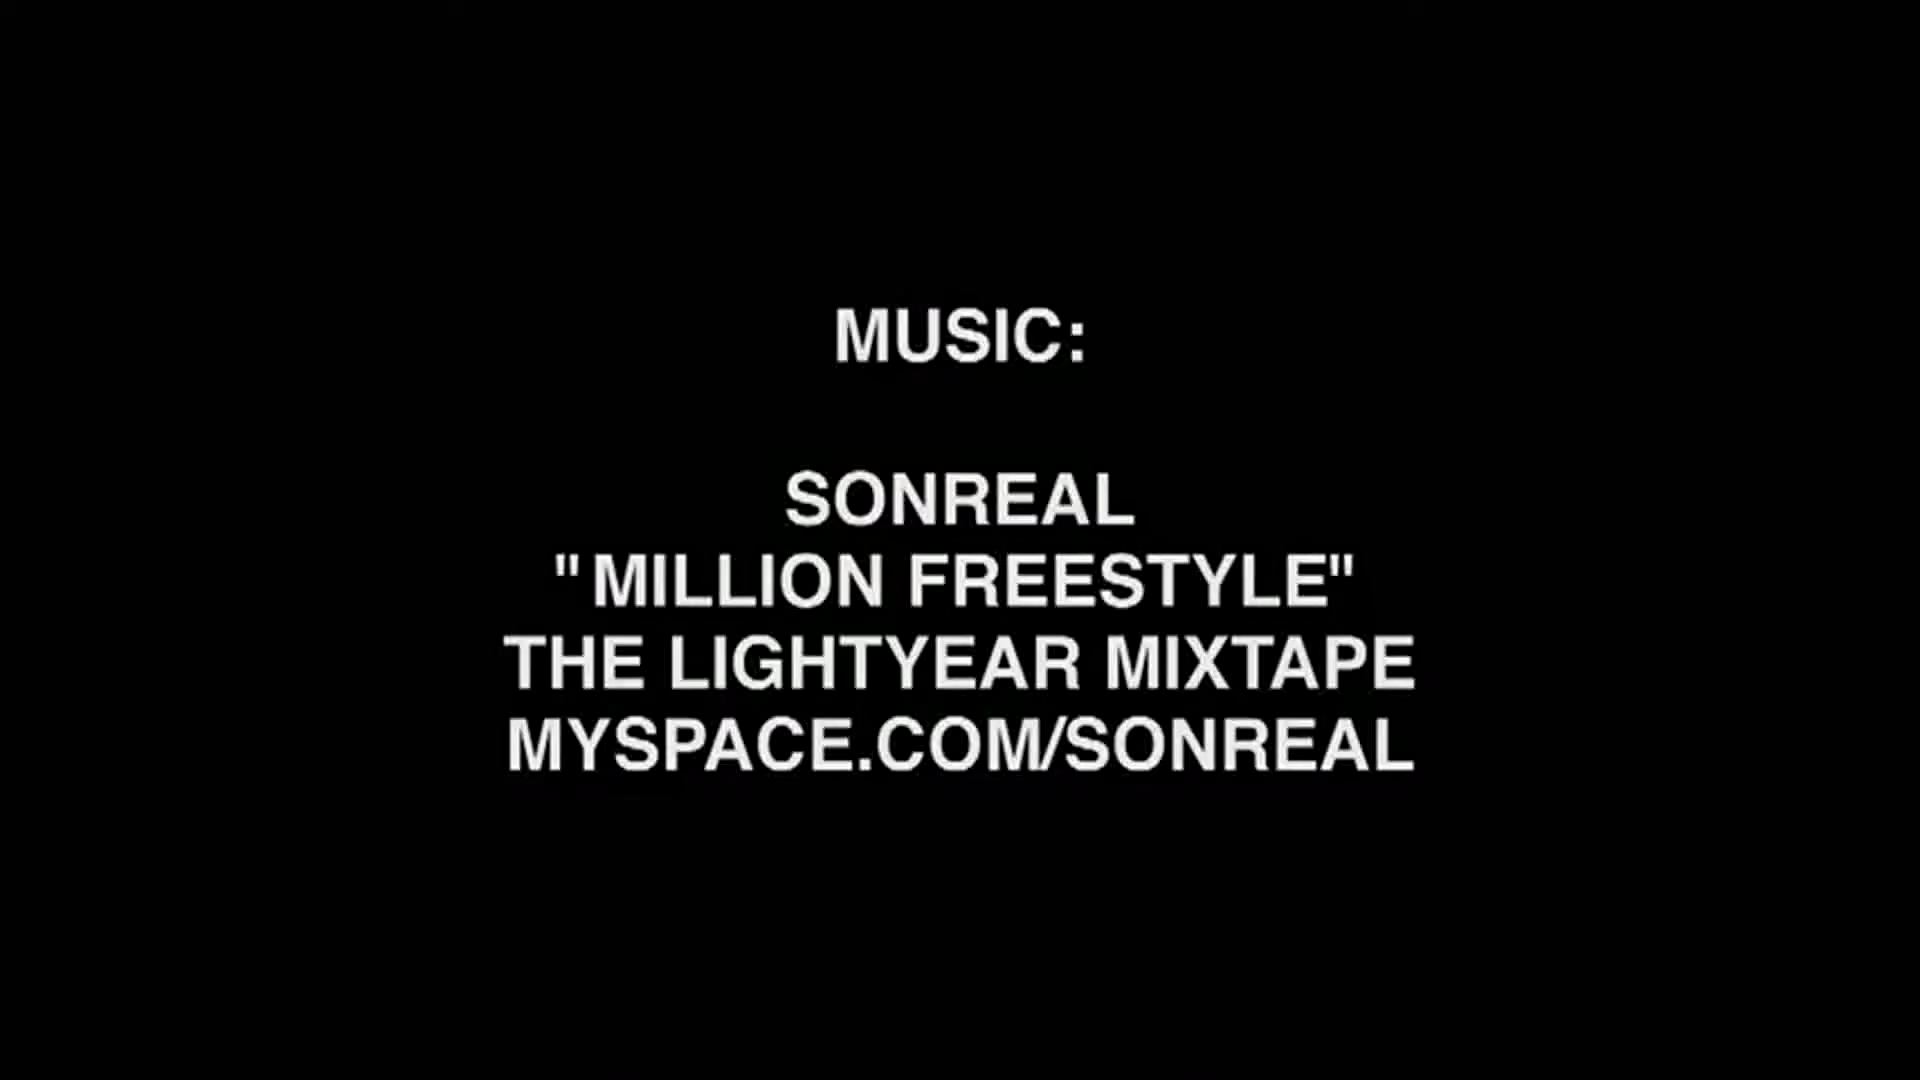 MUSIC:
SONREAL
"MILLION FREESTYLE"
THE LIGHTYEAR MIXTAPE
MYSPACE.COM/SONREAL